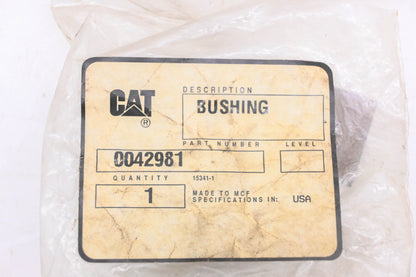 CAT
®
DESCRIPTION
BUSHING
PART NUMBER LEVEL
0042981
QUANTITY 15341-1
1
MADE TO MCF
SPECIFICATIONS IN: USA